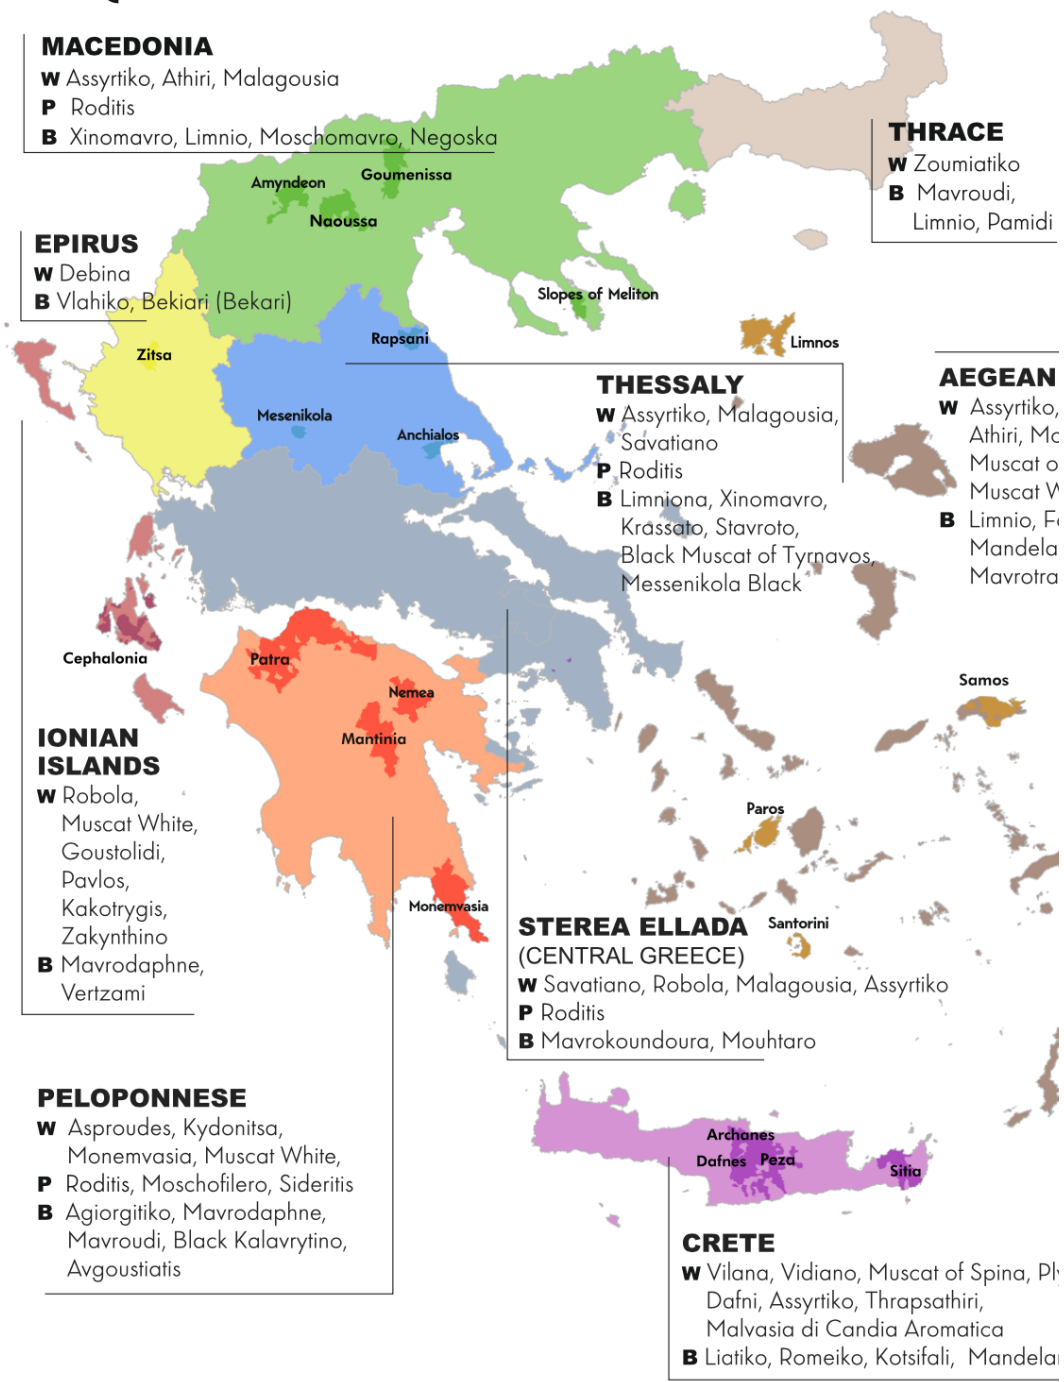 MACEDONIA
W Assyrtiko, Athiri, Malagousia
P Roditis
B Xinomavro, Limnio, Moschomavro, Negoska
Amyndeon
Goumenissa
Naoussa
THRACE
W Zoumiatiko
B Mavroudi,
Limnio, Pamidi
EPIRUS
W Debina
B Vlahiko, Bekiari (Bekari)
Zitsa
Slopes of Meliton
Rapsani
Limnos
Mesenikola
Anchialos
THESSALY
W Assyrtiko, Malagousia,
Savatiano
P Roditis
B Limniona, Xinomavro,
Krassato, Stavroto,
Black Muscat of Tyrnavos,
Messenikola Black
AEGEAN
W Assyrtiko,
Athiri, Mo
Muscat o
Muscat W
B Limnio, Fo
Mandela
Mavrotra
Cephalonia
Patra
Nemea
Mantinia
Monemvasia
Samos
Paros
Santorini
IONIAN
ISLANDS
W Robola,
Muscat White,
Goustolidi,
Pavlos,
Kakotrygis,
Zakynthino
B Mavrodaphne,
Vertzami
STEREA ELLADA
(CENTRAL GREECE)
W Savatiano, Robola, Malagousia, Assyrtiko
P Roditis
B Mavrokoundoura, Mouhtaro
PELOPONNESE
W Asproudes, Kydonitsa,
Monemvasia, Muscat White,
P Roditis, Moschofilero, Sideritis
B Agiorgitiko, Mavrodaphne,
Mavroudi, Black Kalavrytino,
Avgoustiatis
Archanes
Dafnes Peza
Sitia
CRETE
W Vilana, Vidiano, Muscat of Spina, Ply
Dafni, Assyrtiko, Thrapsathiri,
Malvasia di Candia Aromatica
B Liatiko, Romeiko, Kotsifali, Mandelar